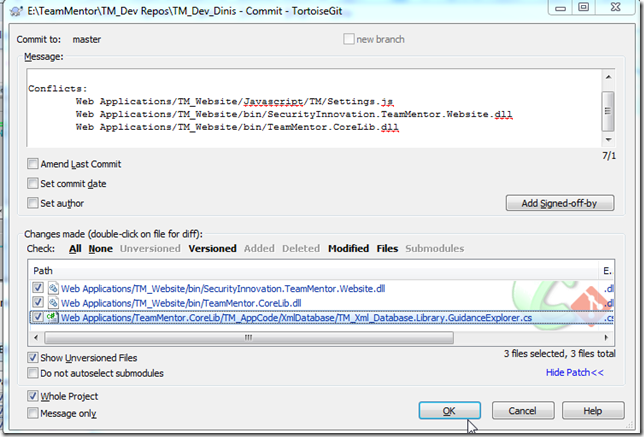 E:\TeamMentor\TM_Dev Repos\TM_Dev_Dinis - Commit - TortoiseGit
Commit to: master new branch
Message:
Conflicts:
Web Applications/TM_Website/Javascript/TM/Settings.js
Web Applications/TM_Website/bin/SecurityInnovation.TeamMentor.Website.dll
Web Applications/TM_Website/bin/TeamMentor.CoreLib.dll
7/1
Amend Last Commit
Set commit date
Set author Add Signed-off-by
Changes made (double-click on file for diff):
Check: All None Unversioned Versioned Added Deleted Modified Files Submodules
Path E.
Web Applications/TM_Website/bin/SecurityInnovation.TeamMentor.Website.dll .dl
Web Applications/TM_Website/bin/TeamMentor.CoreLib.dll .dl
Web Applications/TeamMentor.CoreLib/TM_AppCode/XmlDatabase/TM_Xml_Database.Library.GuidanceExplorer.cs .cs
Show Unversioned Files 3 files selected, 3 files total
Do not autoselect submodules Hide Patch<<
Whole Project
Message only OK Cancel Help